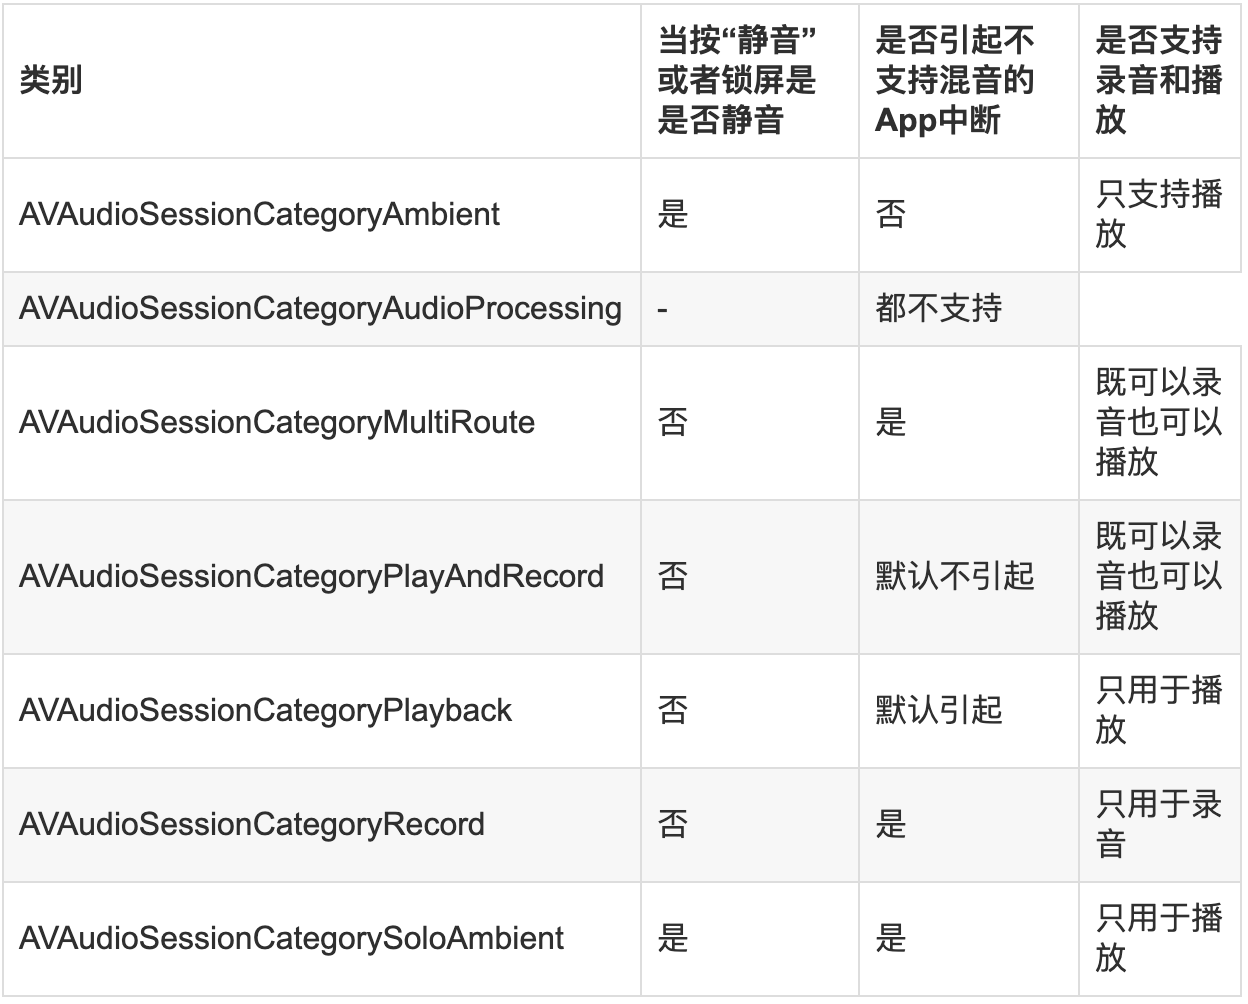 类别
当按“静音”
或者锁屏是
是否静音
是否引起不
支持混音的
App中断
是否支持
录音和播
放
AVAudioSessionCategoryAmbient
是
否
只支持播
放
AVAudioSessionCategoryAudioProcessing
-
都不支持
AVAudioSessionCategoryMultiRoute
否
是
既可以录
音也可以
播放
AVAudioSessionCategoryPlayAndRecord
否
默认不引起
既可以录
音也可以
播放
AVAudioSessionCategoryPlayback
否
默认引起
只用于播
放
AVAudioSessionCategoryRecord
否
是
只用于录
音
AVAudioSessionCategorySoloAmbient
是
是
只用于播
放